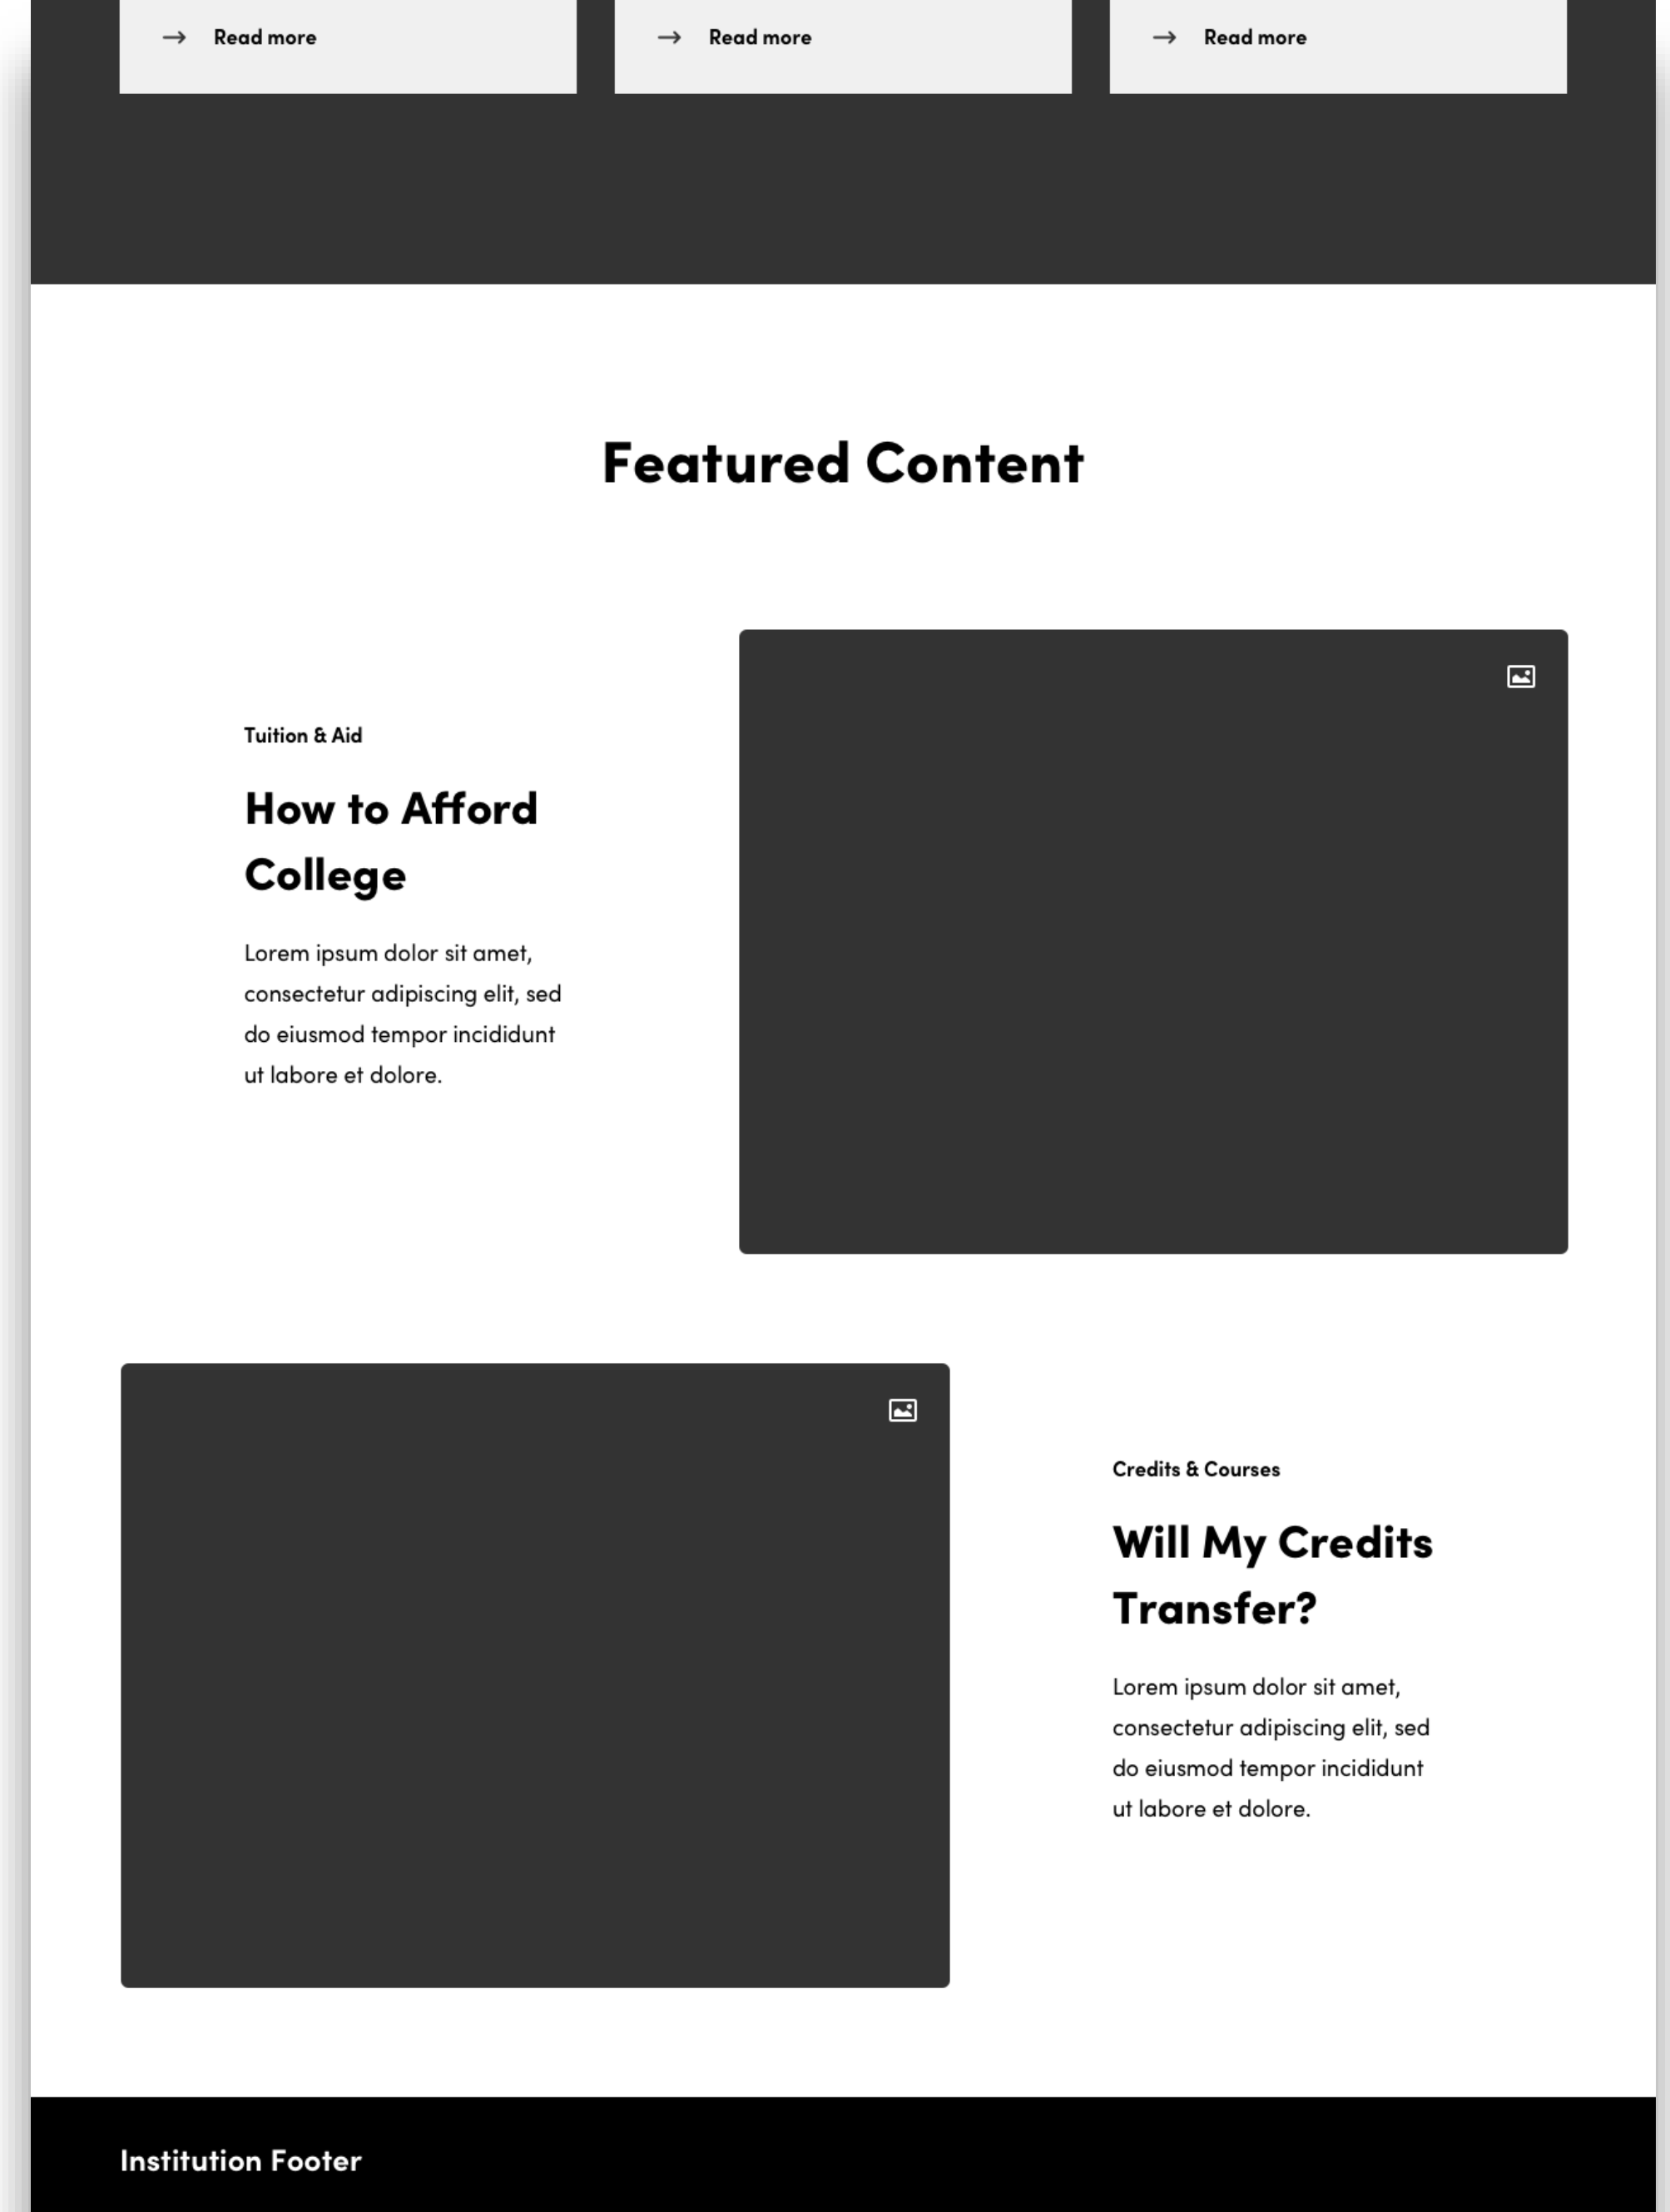 Read more
Read more
Read more
Featured Content
Tuition & Aid
How to Afford
College
Lorem ipsum dolor sit amet,
consectetur adipiscing elit, sed
do eiusmod tempor incididunt
ut labore et dolore.
Credits & Courses
Will My Credits
Transfer?
Lorem ipsum dolor sit amet,
consectetur adipiscing elit, sed
do eiusmod tempor incididunt
ut labore et dolore.
Institution Footer